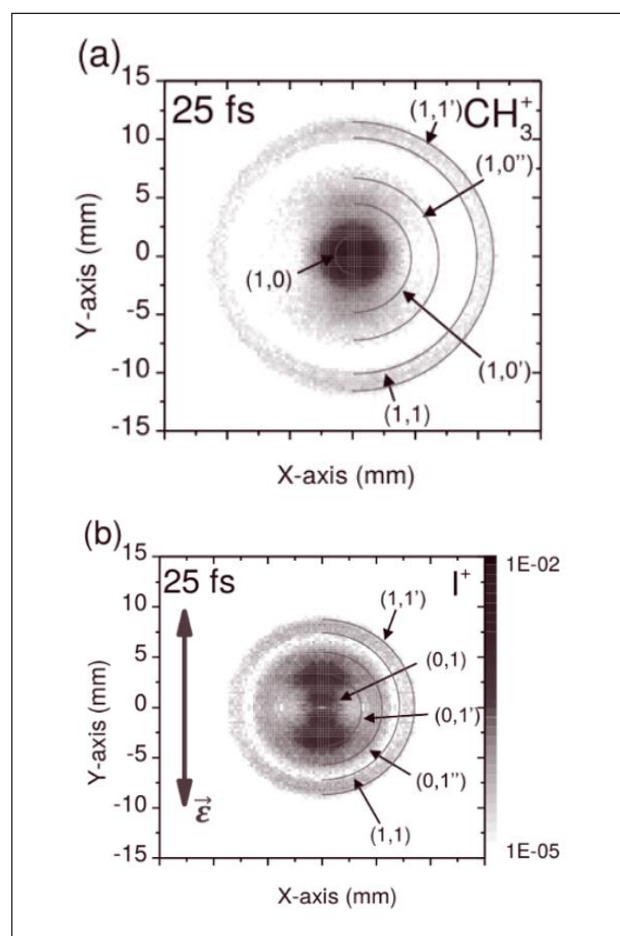 (a)
15
10
5
0
-5
-10
-15
Y-axis (mm)
25 fs
(1,1')
CH₃⁺
(1,0'')
(1,0)
(1,0')
(1,1)
X-axis (mm)
(b)
15
10
5
0
-5
-10
-15
Y-axis (mm)
25 fs
I⁺
(1,1')
(0,1)
(0,1')
(0,1'')
(1,1)
ε⃗
1E-02
1E-05
X-axis (mm)